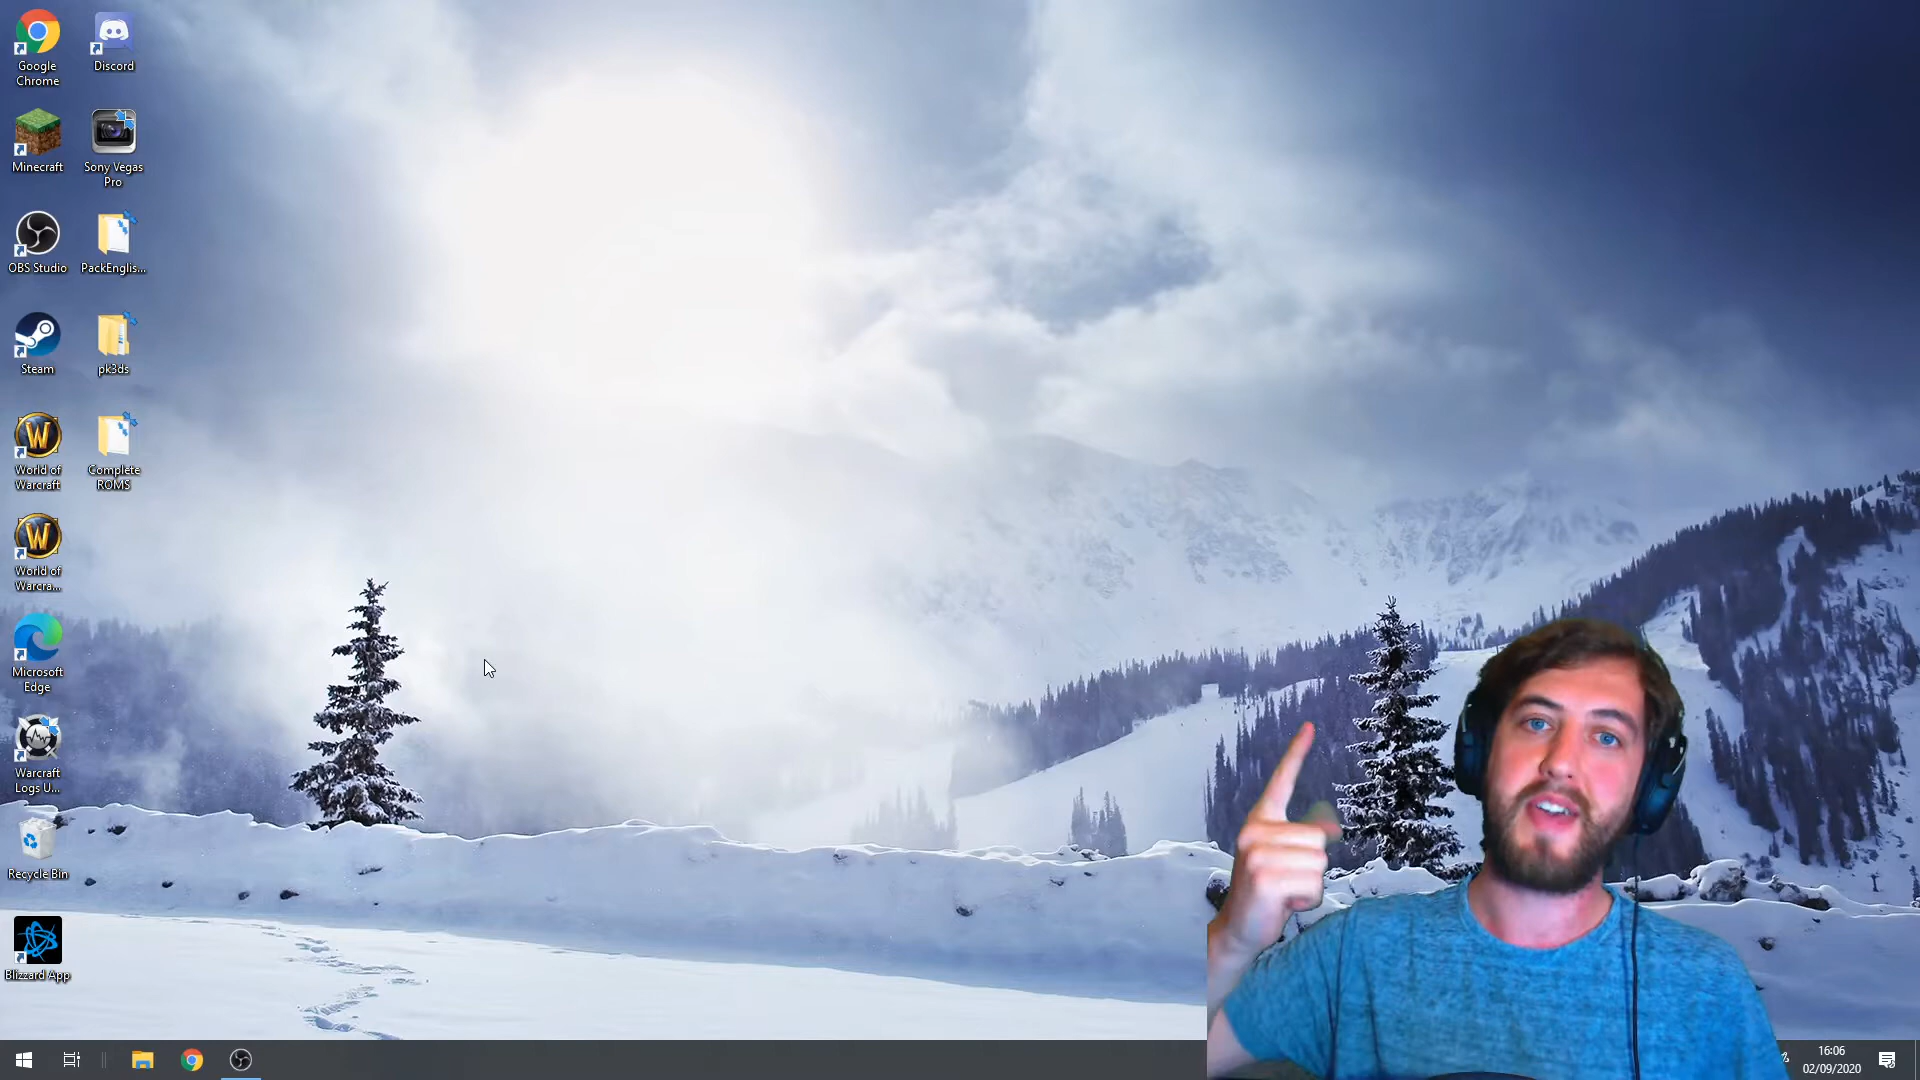 Google
Chrome
Discord
Minecraft
Sony Vegas
Pro
OBS Studio
PackEnglis...
Steam
pk3ds
World of
Warcraft
Complete
ROMS
World of
Warcra...
Microsoft
Edge
Warcraft
Logs U...
Recycle Bin
Blizzard App
16:06
02/09/2020